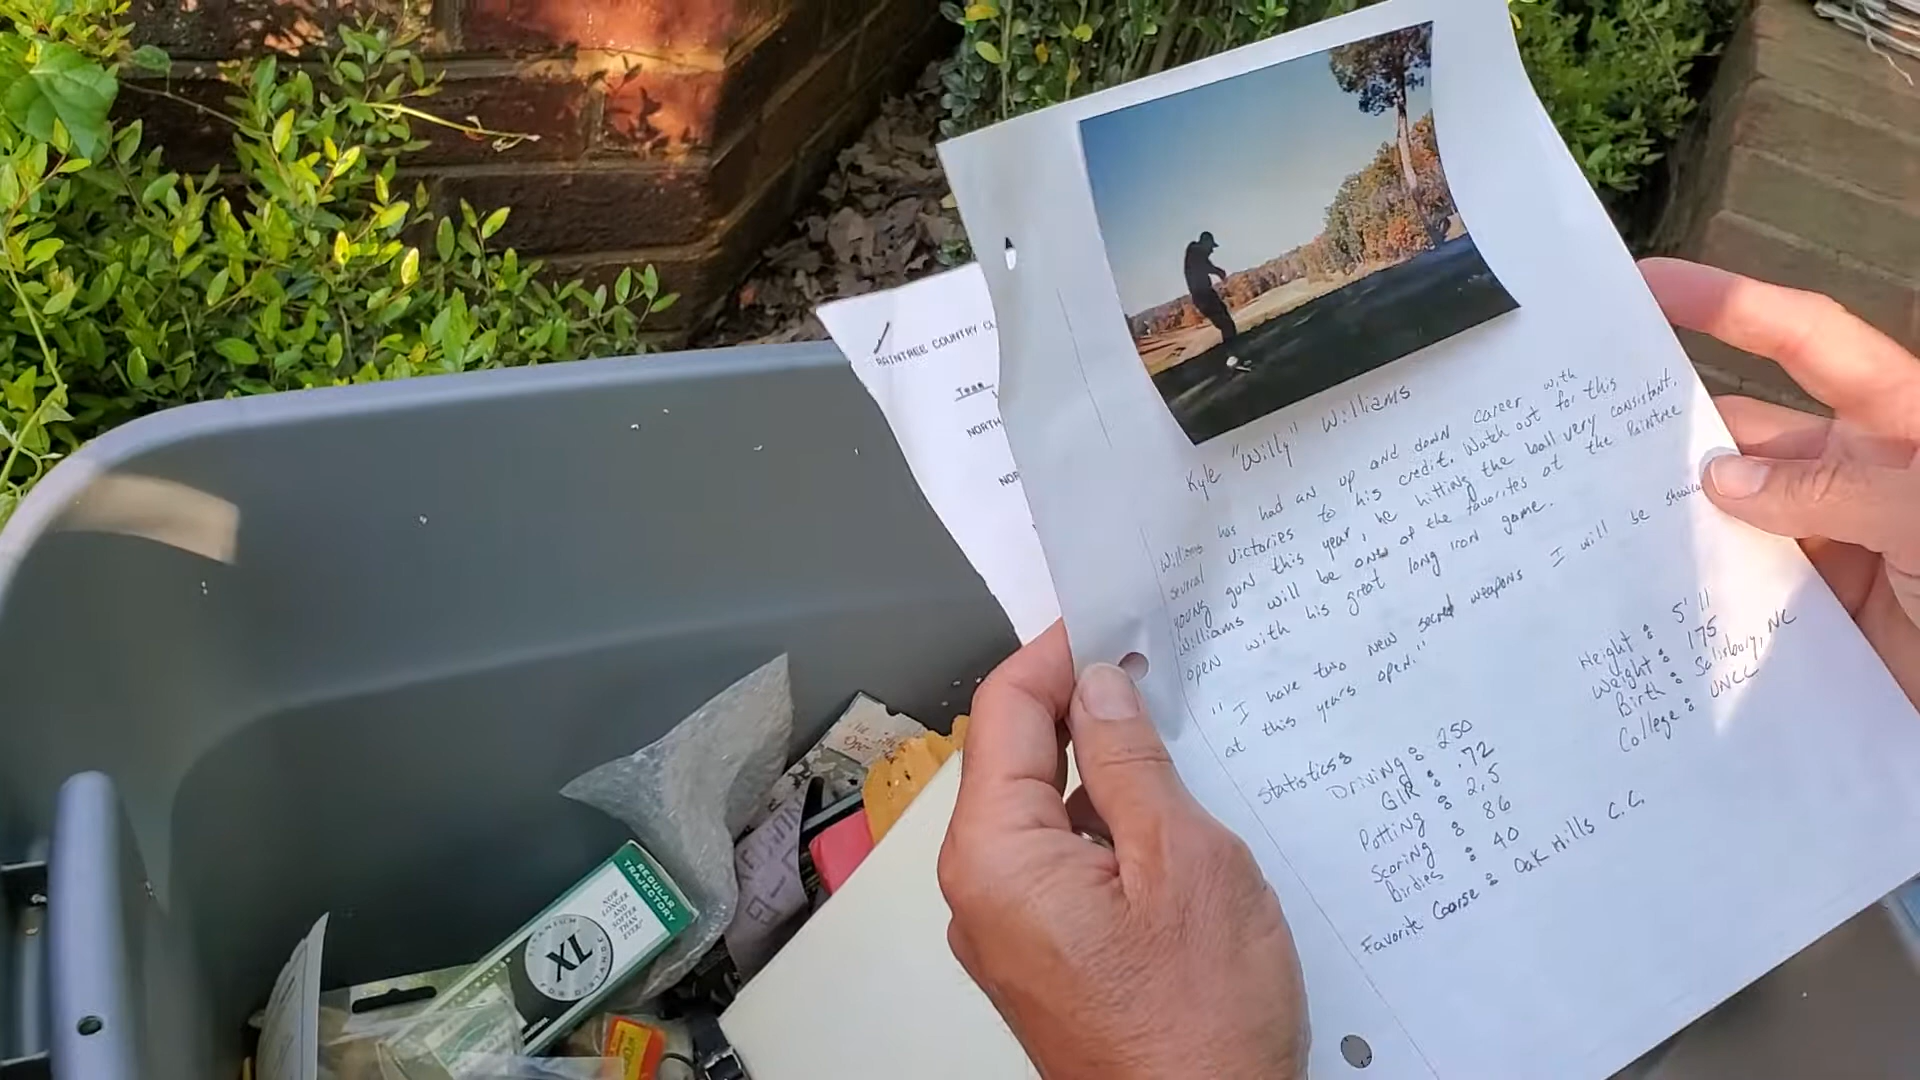 RAINTREE COUNTRY CL
Team
NORTH
NOR
Kyle "Willy" Williams
Williams has had an up and down career with
several victories to his credit. Watch out for this
young gun this year, he hitting the ball very consistant.
Williams will be one of the favorites at the Raintree
open with his great long iron game.
" I have two new secret weapons I will be showca
at this years open."
Statistics:
Driving : 250
GIR : .72
Putting : 2.5
Scoring : 86
Birdies : 40
Favorite Coarse : Oak Hills C.C.
Height : 5'11
Weight : 175
Birth : Salisbury, NC
College : UNCC
REGULAR
TRAJECTORY
NOW
LONGER
AND
SOFTER
THAN
EVER!
XL
FOR DISTANCE